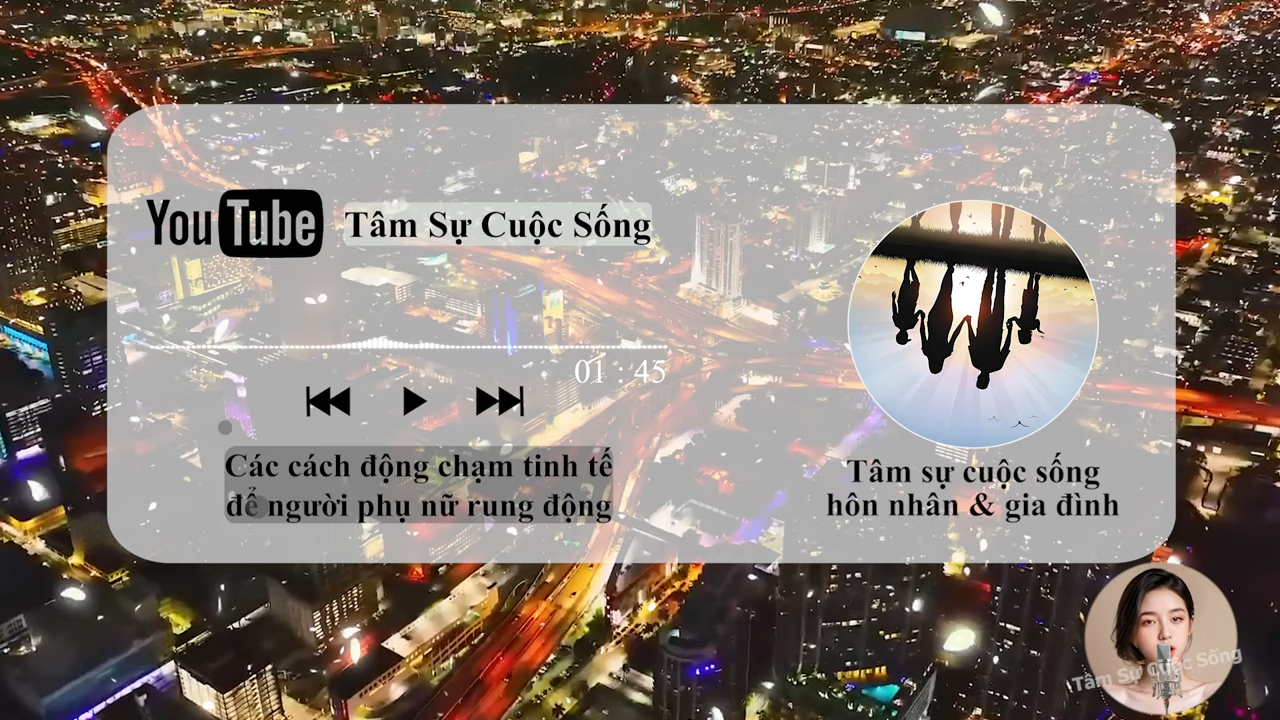 YouTube Tâm Sự Cuộc Sống
01 : 45
Các cách động chạm tinh tế
để người phụ nữ rung động
Tâm sự cuộc sống
hôn nhân & gia đình
Tâm Sự Cuộc Sống